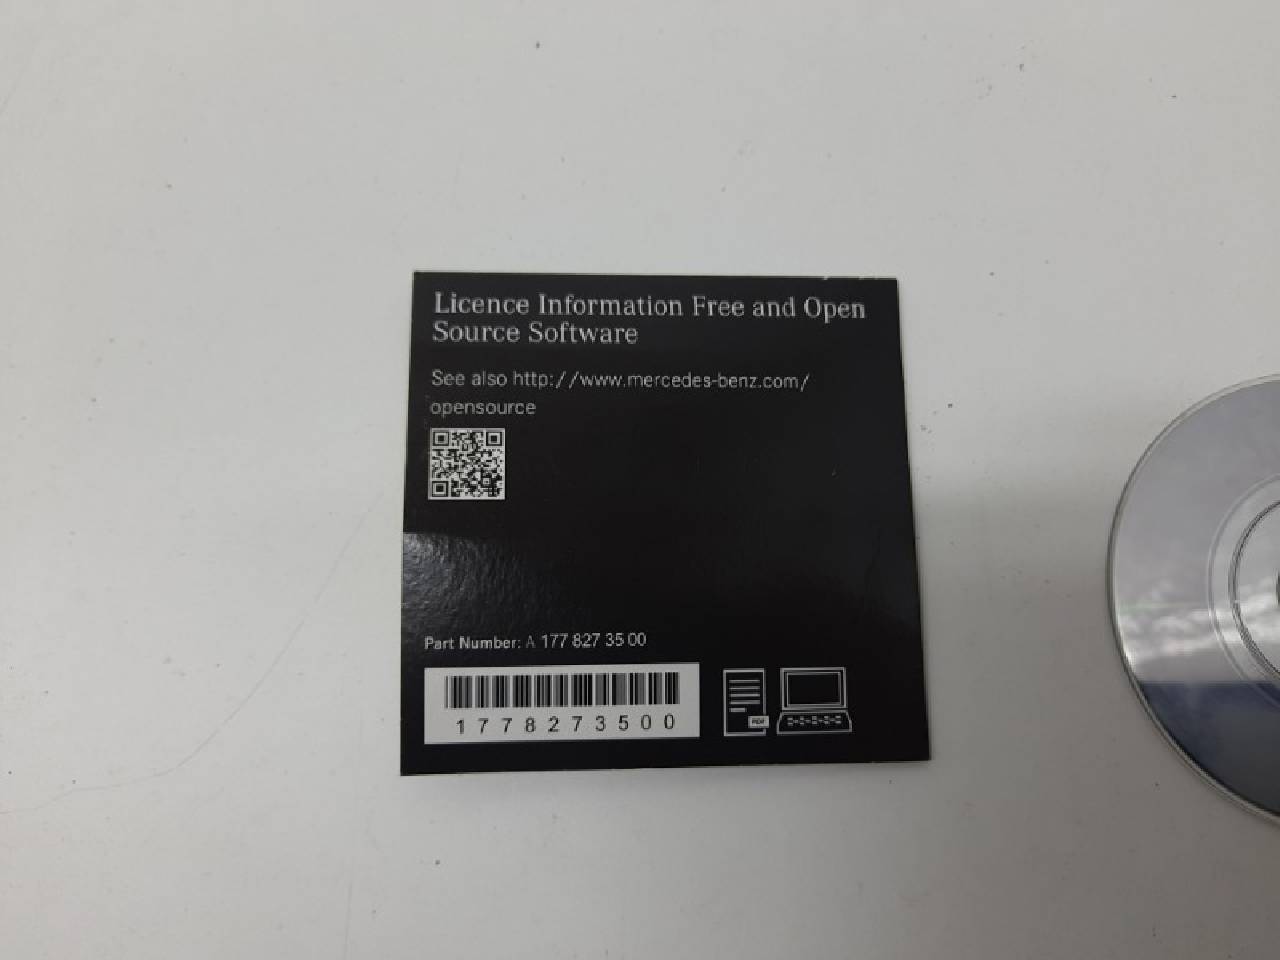 Licence Information Free and Open
Source Software
See also http://www.mercedes-benz.com/
opensource
Part Number: A 177 827 35 00
1778273500
PDF